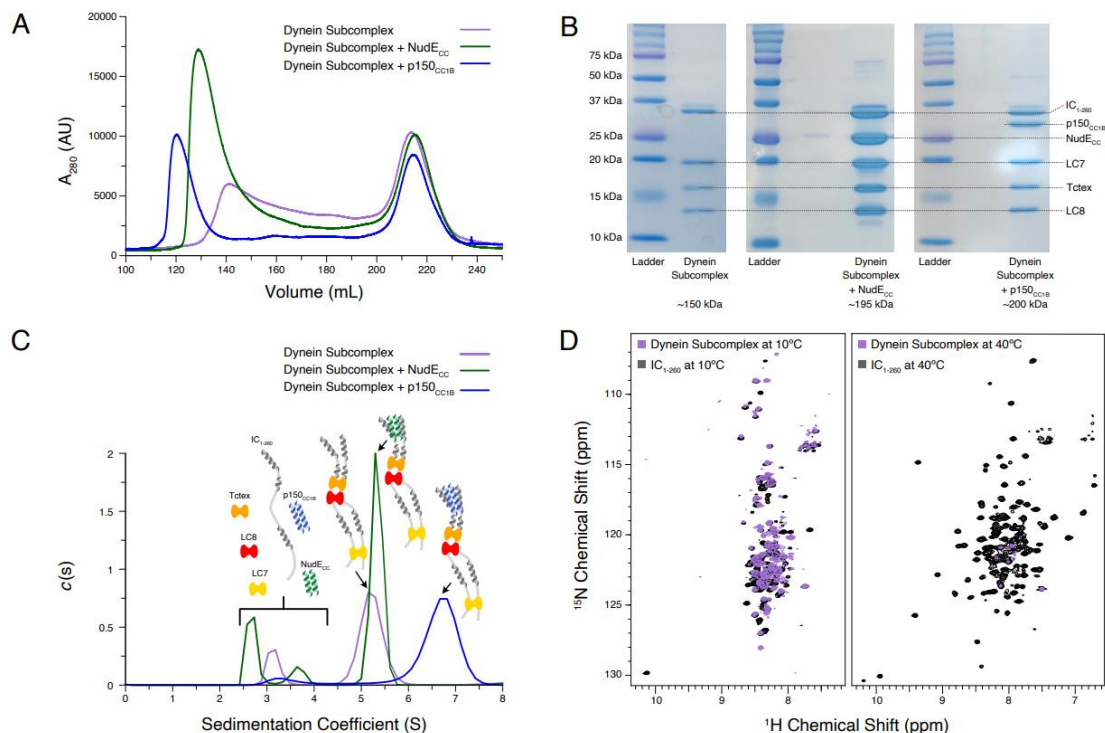 A
Dynein Subcomplex
Dynein Subcomplex + NudECC
Dynein Subcomplex + p150CC1B
20000
15000
10000
5000
0
A280 (AU)
100 120 140 160 180 200 220 240
Volume (mL)
B
75 kDa
50 kDa
37 kDa
25 kDa
20 kDa
15 kDa
10 kDa
IC1-260
p150CC1B
NudECC
LC7
Tctex
LC8
Ladder
Dynein
Subcomplex
~150 kDa
Ladder
Dynein
Subcomplex
+ NudECC
~195 kDa
Ladder
Dynein
Subcomplex
+ p150CC1B
~200 kDa
C
Dynein Subcomplex
Dynein Subcomplex + NudECC
Dynein Subcomplex + p150CC1B
IC1-260
Tctex
p150CC1B
LC8
LC7
NudECC
2
1.5
1
0.5
0
c(s)
0 1 2 3 4 5 6 7 8
Sedimentation Coefficient (S)
D
Dynein Subcomplex at 10ºC
IC1-260 at 10ºC
Dynein Subcomplex at 40ºC
IC1-260 at 40ºC
110
115
120
125
130
15N Chemical Shift (ppm)
10 9 8 10 9 8 7
1H Chemical Shift (ppm)